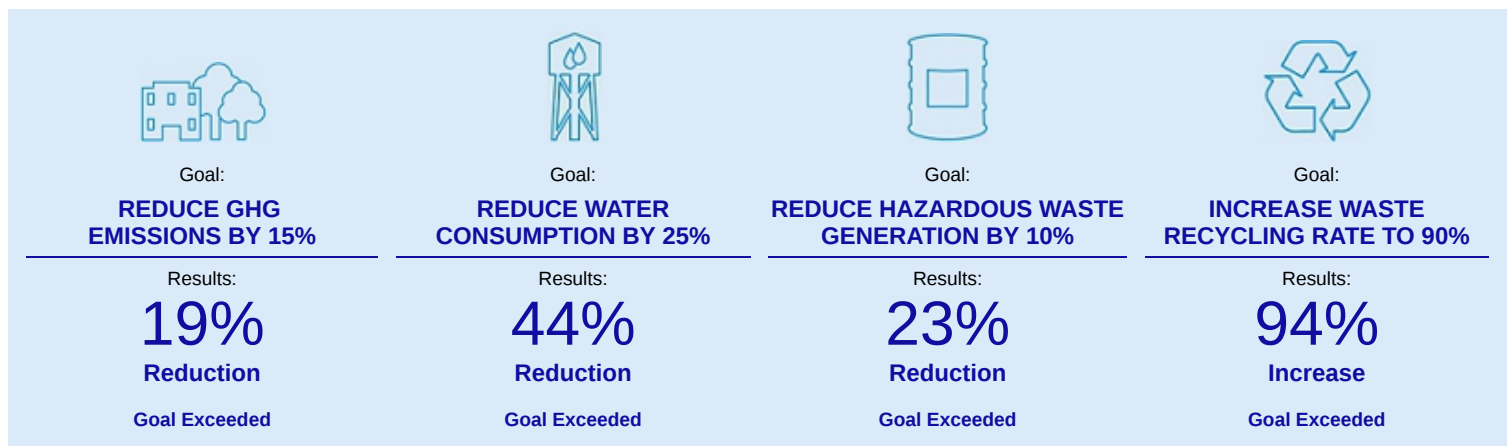 Goal:
REDUCE GHG
EMISSIONS BY 15%
Results:
19%
Reduction
Goal Exceeded
Goal:
REDUCE WATER
CONSUMPTION BY 25%
Results:
44%
Reduction
Goal Exceeded
Goal:
REDUCE HAZARDOUS WASTE
GENERATION BY 10%
Results:
23%
Reduction
Goal Exceeded
Goal:
INCREASE WASTE
RECYCLING RATE TO 90%
Results:
94%
Increase
Goal Exceeded